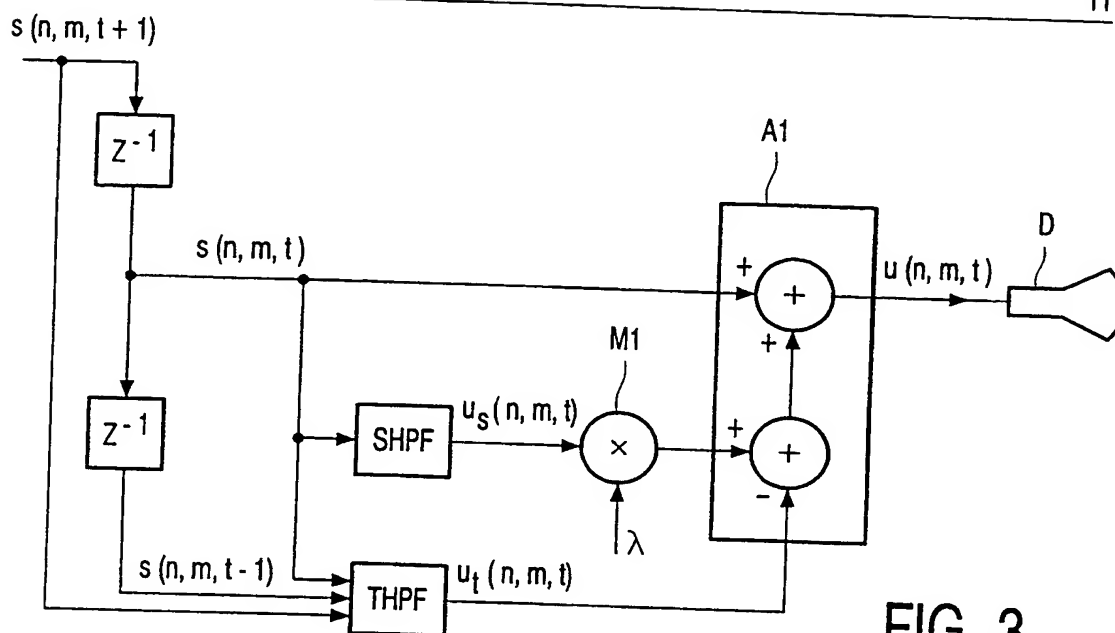 s (n, m, t + 1)
Z⁻¹
A1
D
s (n, m, t)
+
+
u (n, m, t)
+
M1
Z⁻¹
SHPF
uₛ (n, m, t)
×
+
+
-
λ
s (n, m, t - 1)
THPF
uₜ (n, m, t)
FIG. 3